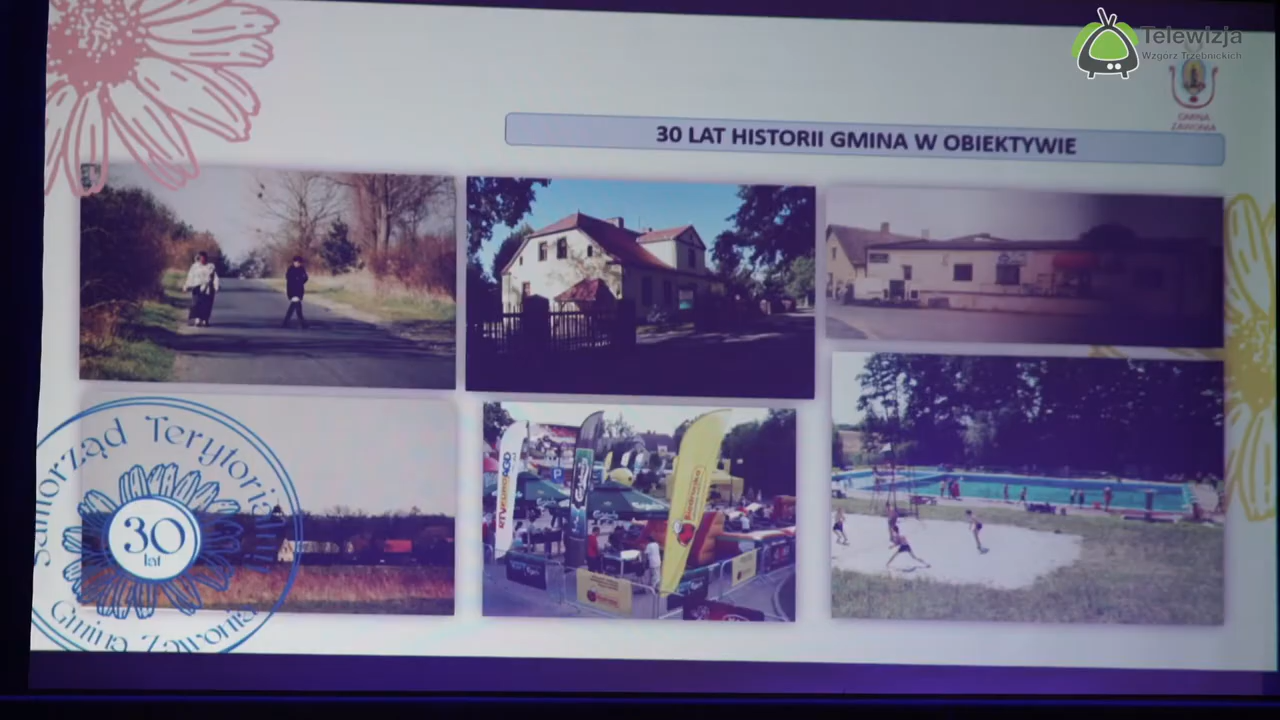 Telewizja
Wzgórz Trzebnickich
GMINA
ZAWONIA
30 LAT HISTORII GMINA W OBIEKTYWIE
Samorząd Terytorialny
30
lat
Gmina Zawonia